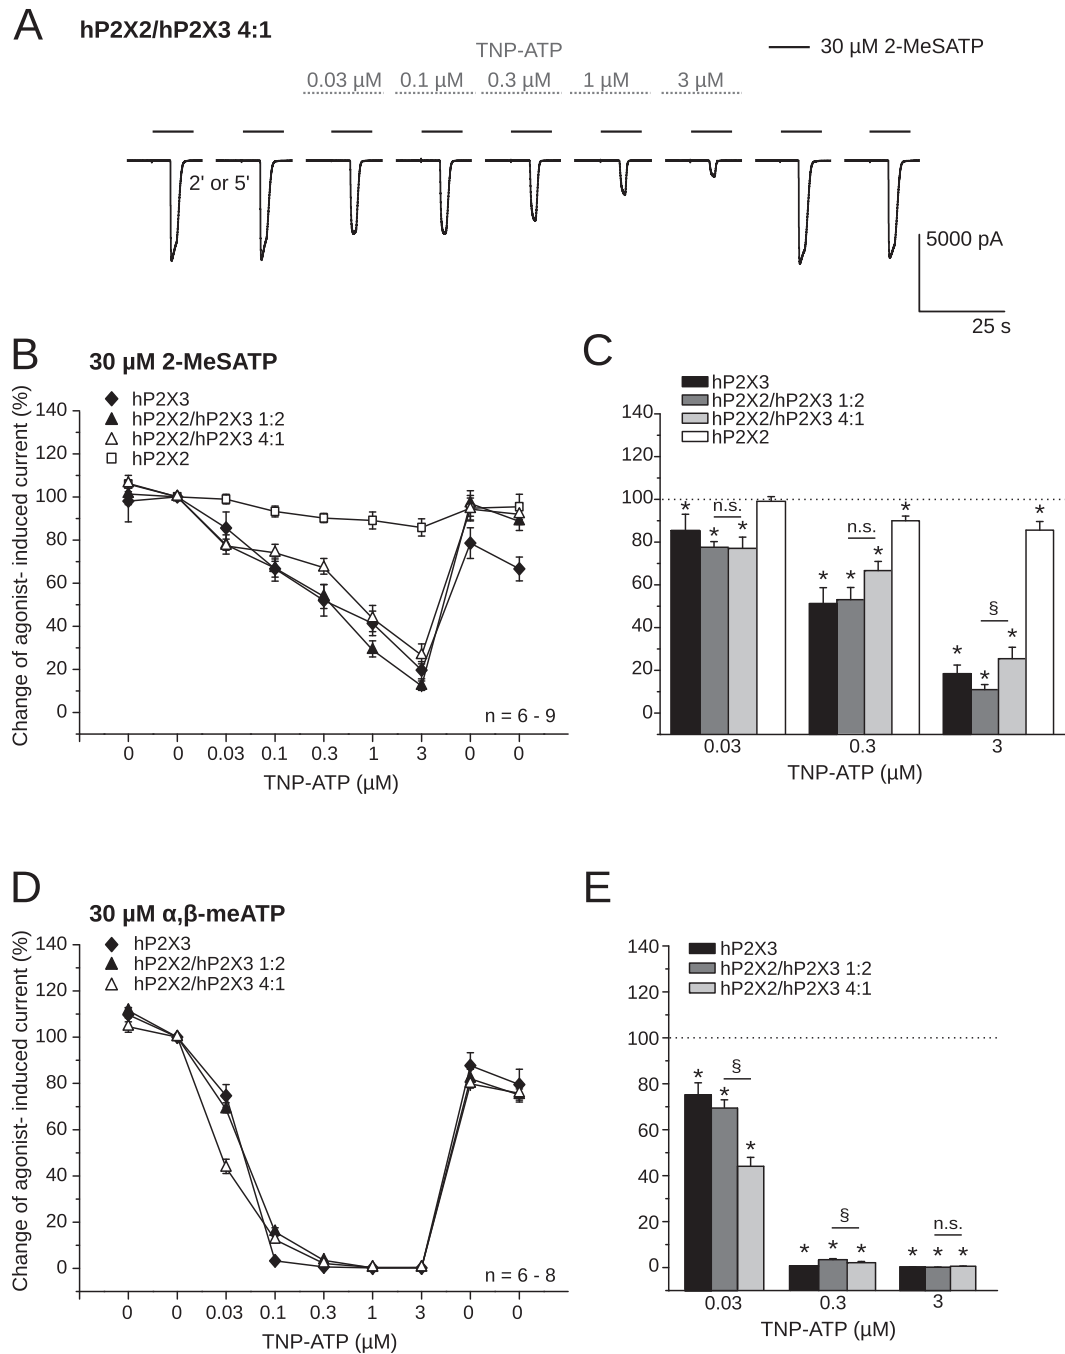 A
hP2X2/hP2X3 4:1
30 µM 2-MeSATP
TNP-ATP
0.03 µM 0.1 µM 0.3 µM 1 µM 3 µM
2' or 5'
5000 pA
25 s
B
30 µM 2-MeSATP
hP2X3
hP2X2/hP2X3 1:2
hP2X2/hP2X3 4:1
hP2X2
Change of agonist- induced current (%)
140
120
100
80
60
40
20
0
n = 6 - 9
0 0 0.03 0.1 0.3 1 3 0 0
TNP-ATP (µM)
C
hP2X3
hP2X2/hP2X3 1:2
hP2X2/hP2X3 4:1
hP2X2
140
120
100
80
60
40
20
0
* * n.s. *
* * n.s. * *
* * § * *
0.03 0.3 3
TNP-ATP (µM)
D
30 µM α,β-meATP
hP2X3
hP2X2/hP2X3 1:2
hP2X2/hP2X3 4:1
Change of agonist- induced current (%)
140
120
100
80
60
40
20
0
n = 6 - 8
0 0 0.03 0.1 0.3 1 3 0 0
TNP-ATP (µM)
E
hP2X3
hP2X2/hP2X3 1:2
hP2X2/hP2X3 4:1
140
120
100
80
60
40
20
0
* * § *
* * § *
* * n.s. *
0.03 0.3 3
TNP-ATP (µM)